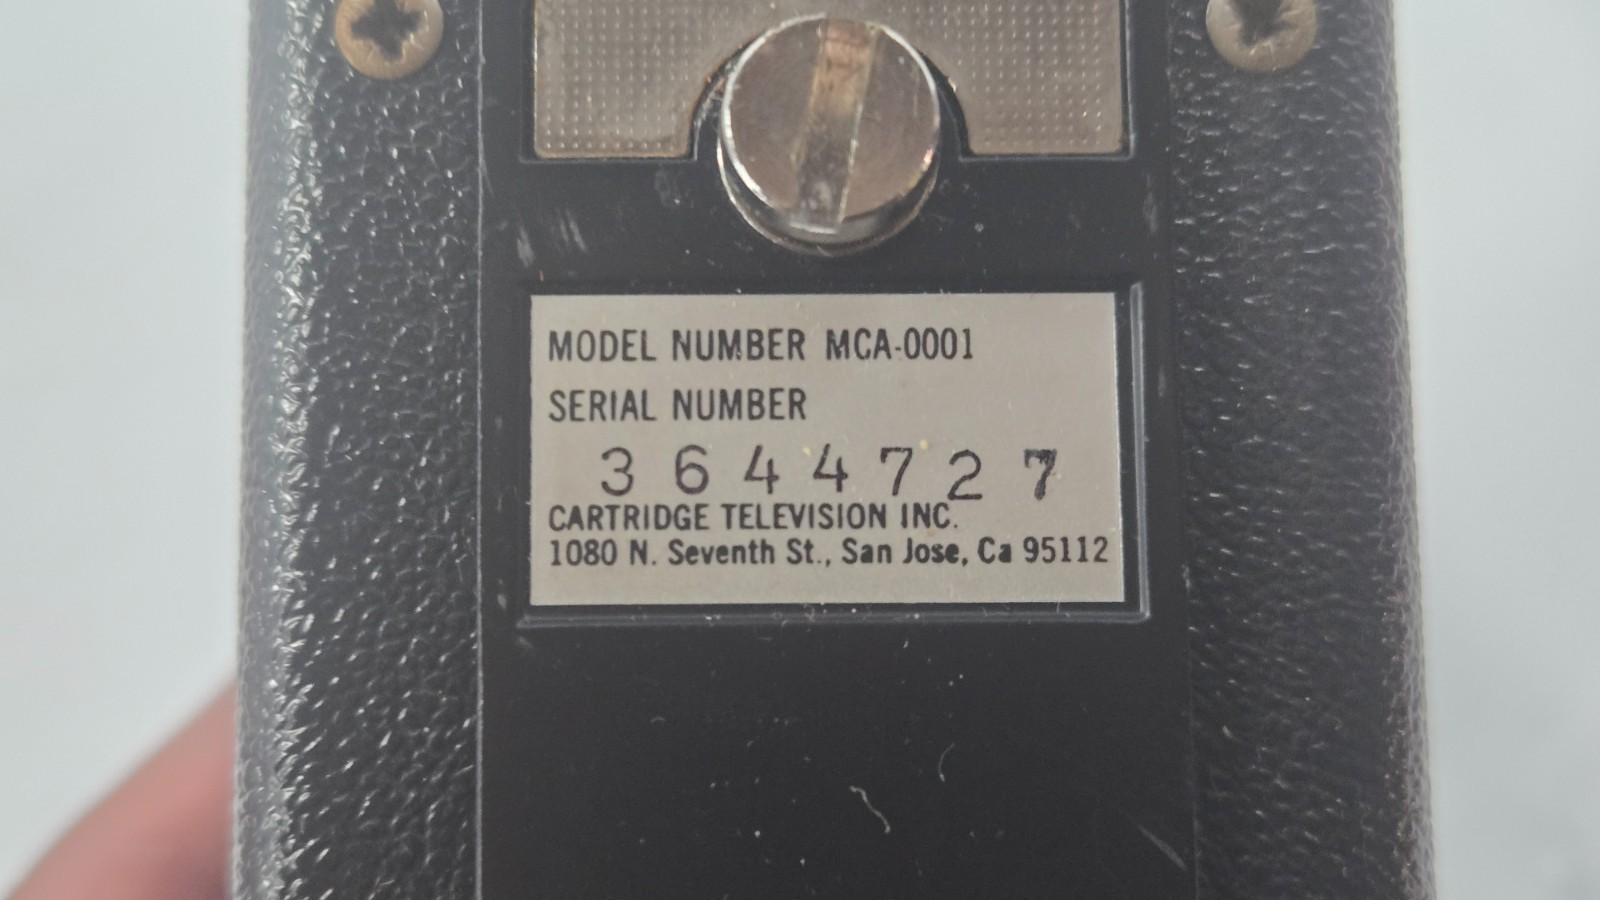 MODEL NUMBER MCA-0001
SERIAL NUMBER
3644727
CARTRIDGE TELEVISION INC.
1080 N. Seventh St., San Jose, Ca 95112